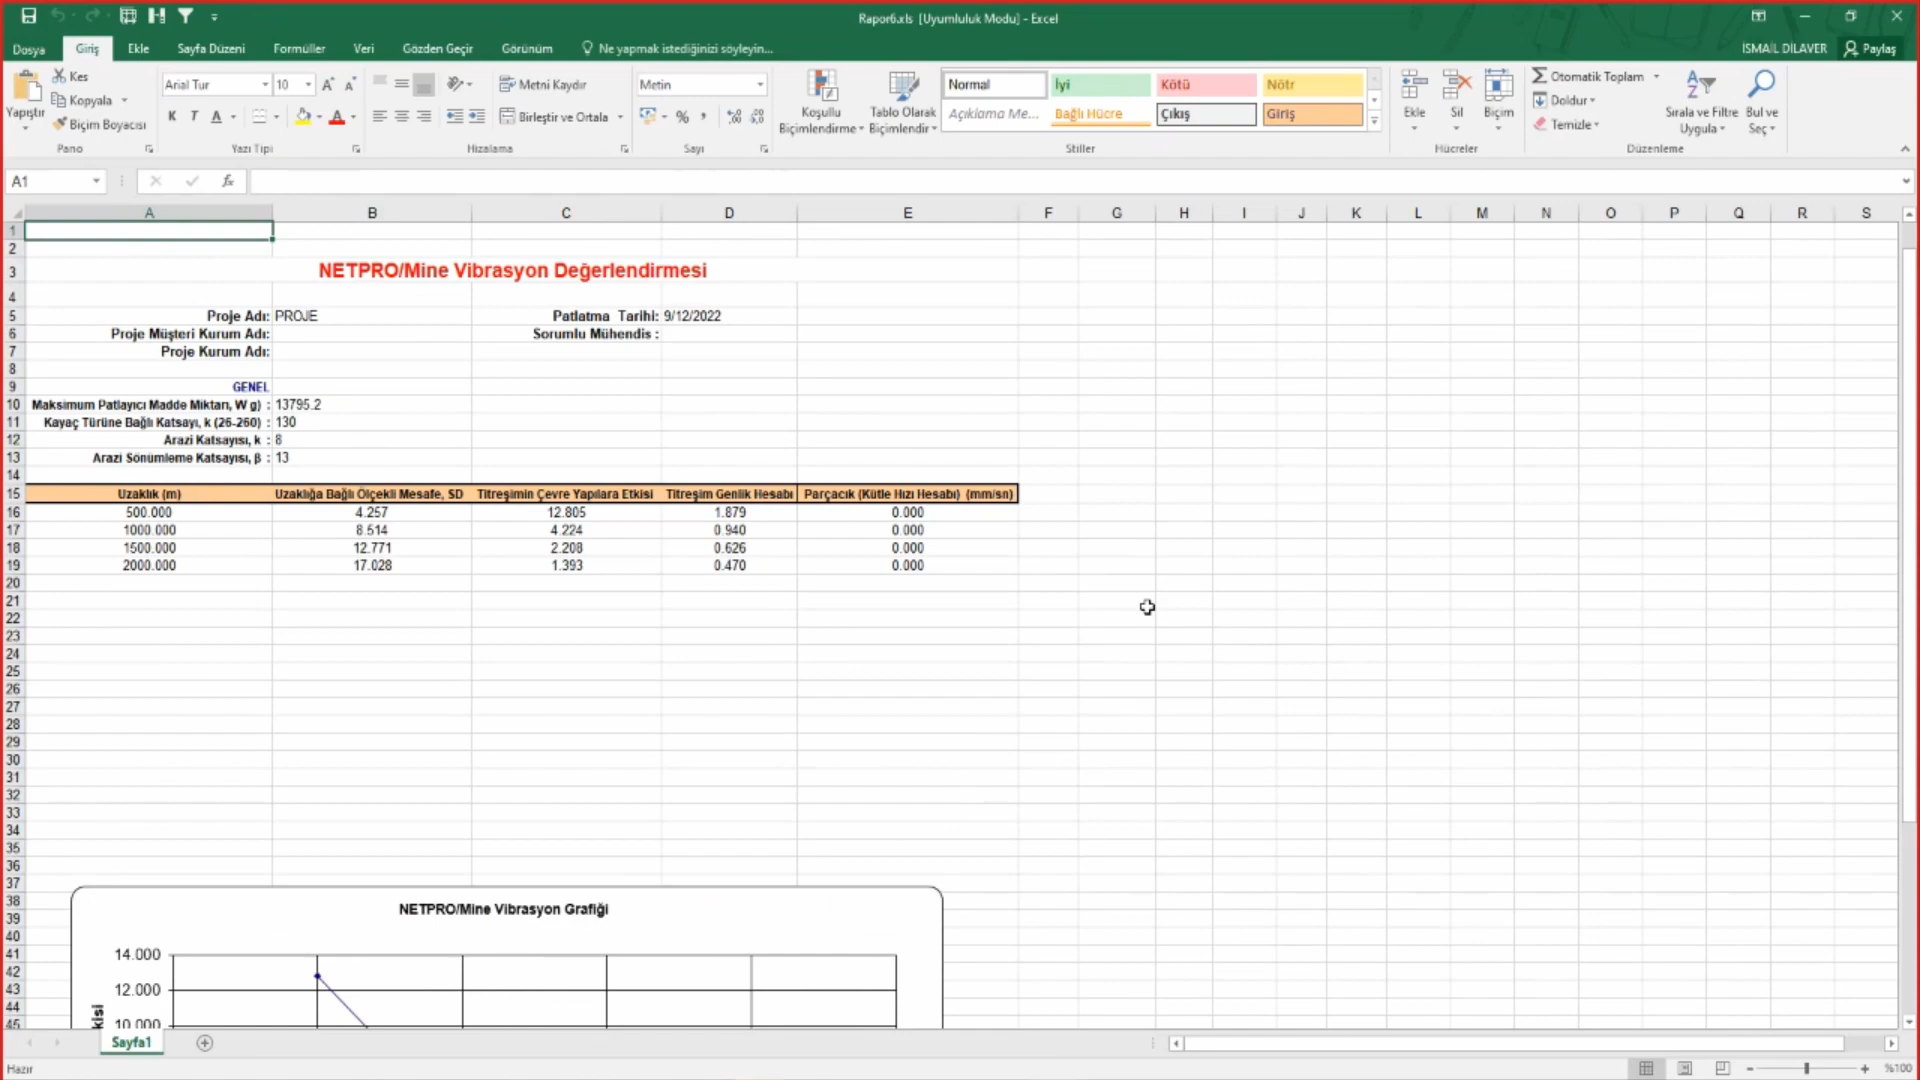 Rapor6.xls [Uyumluluk Modu] - Excel
Dosya Giriş Ekle Sayfa Düzeni Formüller Veri Gözden Geçir Görünüm Ne yapmak istediğinizi söyleyin... İSMAİL DİLAVER Paylaş
Yapıştır
Kes
Kopyala
Biçim Boyacısı
Pano
Arial Tur 10
K T A A
Yazı Tipi
Metni Kaydır
Birleştir ve Ortala
Hizalama
Metin
Sayı
Koşullu Biçimlendirme
Tablo Olarak Biçimlendir
Normal İyi Kötü Nötr
Açıklama Me... Bağlı Hücre Çıkış Giriş
Stiller
Ekle Sil Biçim
Hücreler
Otomatik Toplam
Doldur
Temizle
Sırala ve Filtre Uygula
Bul ve Seç
Düzenleme
A1 fx
A B C D E F G H I J K L M N O P Q R S
1
2
3 NETPRO/Mine Vibrasyon Değerlendirmesi
4
5 Proje Adı: PROJE Patlatma Tarihi: 9/12/2022
6 Proje Müşteri Kurum Adı: Sorumlu Mühendis :
7 Proje Kurum Adı:
8
9 GENEL
10 Maksimum Patlayıcı Madde Miktarı, W g) : 13795.2
11 Kayaç Türüne Bağlı Katsayı, k (26-260) : 130
12 Arazi Katsayısı, k : 8
13 Arazi Sönümleme Katsayısı, β : 13
14
15 Uzaklık (m) Uzaklığa Bağlı Ölçekli Mesafe, SD Titreşimin Çevre Yapılara Etkisi Titreşim Genlik Hesabı Parçacık (Kütle Hızı Hesabı) (mm/sn)
16 500.000 4.257 12.805 1.879 0.000
17 1000.000 8.514 4.224 0.940 0.000
18 1500.000 12.771 2.208 0.626 0.000
19 2000.000 17.028 1.393 0.470 0.000
20
21
22
23
24
25
26
27
28
29
30
31
32
33
34
35
36
37
38 NETPRO/Mine Vibrasyon Grafiği
39
40
41 14.000
42
43 12.000
44
45 10.000
kisi
Sayfa1
Hazır %100